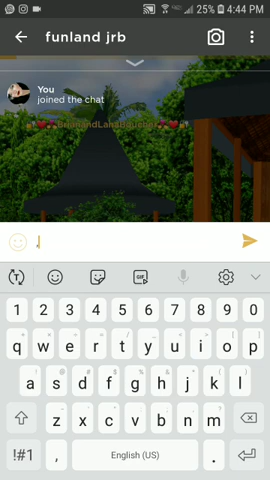 25% 4:44 PM
funland jrb
You
joined the chat
.
1 2 3 4 5 6 7 8 9 0
q w e r t y u i o p
a s d f g h j k l
z x c v b n m
!#1 , English (US) .